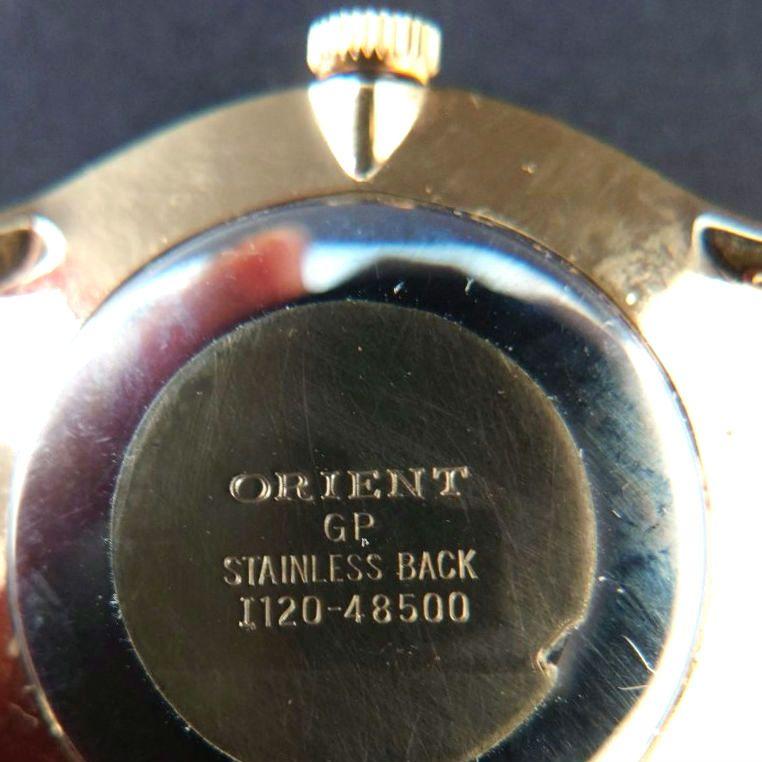 ORIENT
GP
STAINLESS BACK
I120-48500